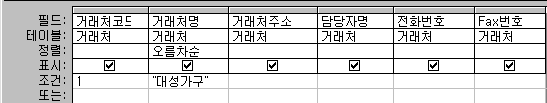 필드: 거래처코드 거래처명 거래처주소 담당자명 전화번호 Fax번호
테이블: 거래처 거래처 거래처 거래처 거래처 거래처
정렬: 오름차순
표시:
조건: 1 "대성가구"
또는: